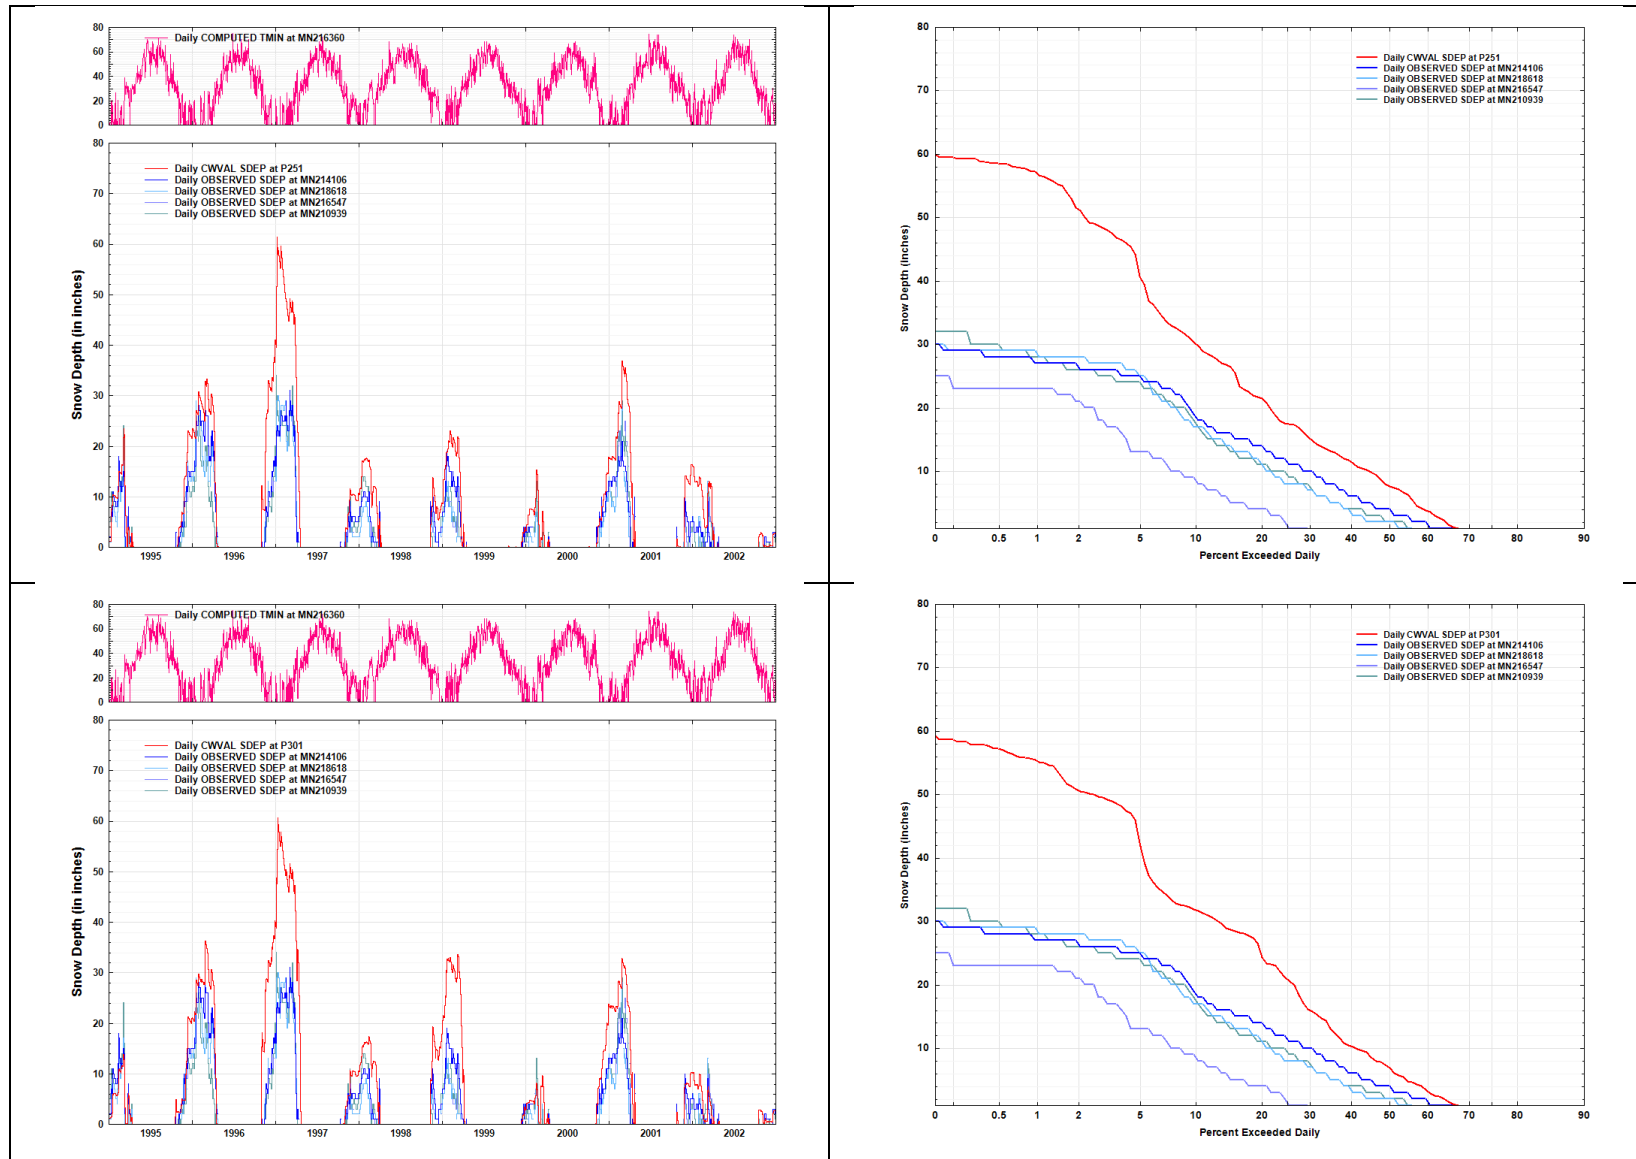 80
60
40
20
0
Daily COMPUTED TMIN at MN216360
80
70
60
50
40
30
20
10
0
Snow Depth (in inches)
Daily CWVAL SDEP at P251
Daily OBSERVED SDEP at MN214106
Daily OBSERVED SDEP at MN218618
Daily OBSERVED SDEP at MN216547
Daily OBSERVED SDEP at MN210939
1995 1996 1997 1998 1999 2000 2001 2002
80
70
60
50
40
30
20
10
Snow Depth (Inches)
Daily CWVAL SDEP at P251
Daily OBSERVED SDEP at MN214106
Daily OBSERVED SDEP at MN218618
Daily OBSERVED SDEP at MN216547
Daily OBSERVED SDEP at MN210939
0 0.5 1 2 5 10 20 30 40 50 60 70 80 90
Percent Exceeded Daily
80
60
40
20
0
Daily COMPUTED TMIN at MN216360
80
70
60
50
40
30
20
10
0
Snow Depth (in inches)
Daily CWVAL SDEP at P301
Daily OBSERVED SDEP at MN214106
Daily OBSERVED SDEP at MN218618
Daily OBSERVED SDEP at MN216547
Daily OBSERVED SDEP at MN210939
1995 1996 1997 1998 1999 2000 2001 2002
80
70
60
50
40
30
20
10
Snow Depth (Inches)
Daily CWVAL SDEP at P301
Daily OBSERVED SDEP at MN214106
Daily OBSERVED SDEP at MN218618
Daily OBSERVED SDEP at MN216547
Daily OBSERVED SDEP at MN210939
0 0.5 1 2 5 10 20 30 40 50 60 70 80 90
Percent Exceeded Daily